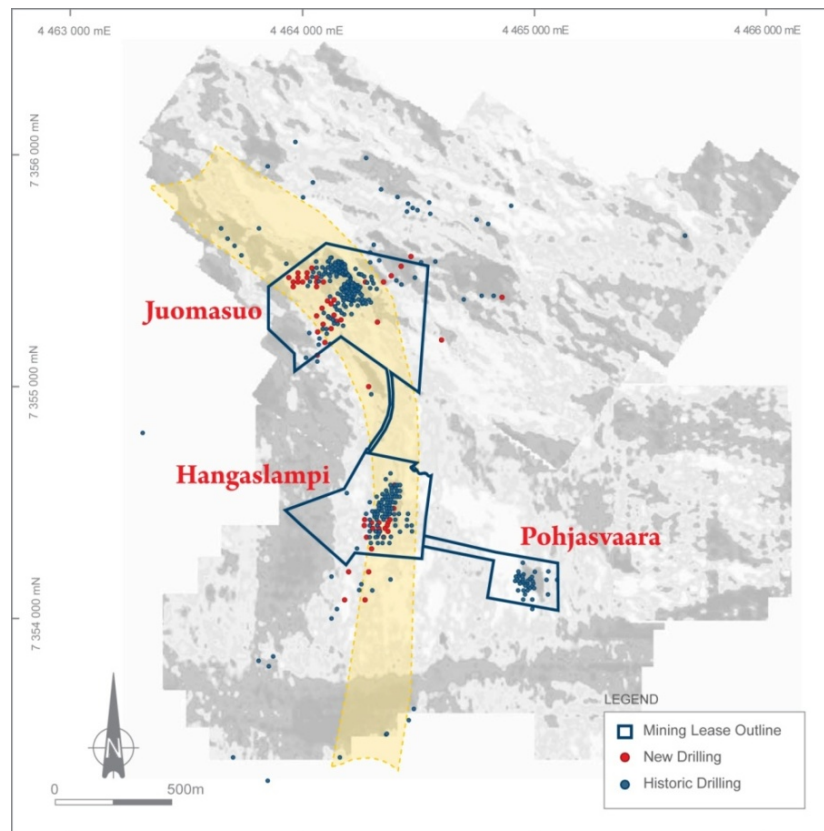 4 463 000 mE
4 464 000 mE
4 465 000 mE
4 466 000 mE
7 356 000 mN
Juomasuo
7 355 000 mN
Hangaslampi
Pohjasvaara
7 354 000 mN
LEGEND
Mining Lease Outline
New Drilling
Historic Drilling
N
0
500m